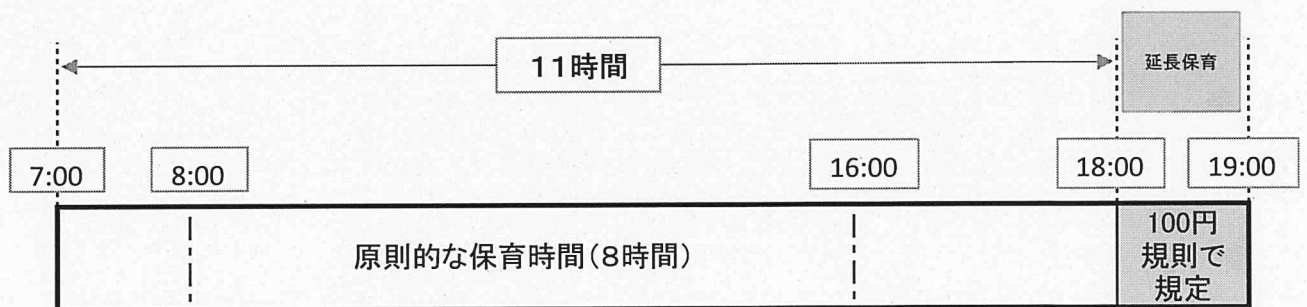 11時間
延長保育
7:00
8:00
16:00
18:00
19:00
原則的な保育時間(8時間)
100円
規則で
規定